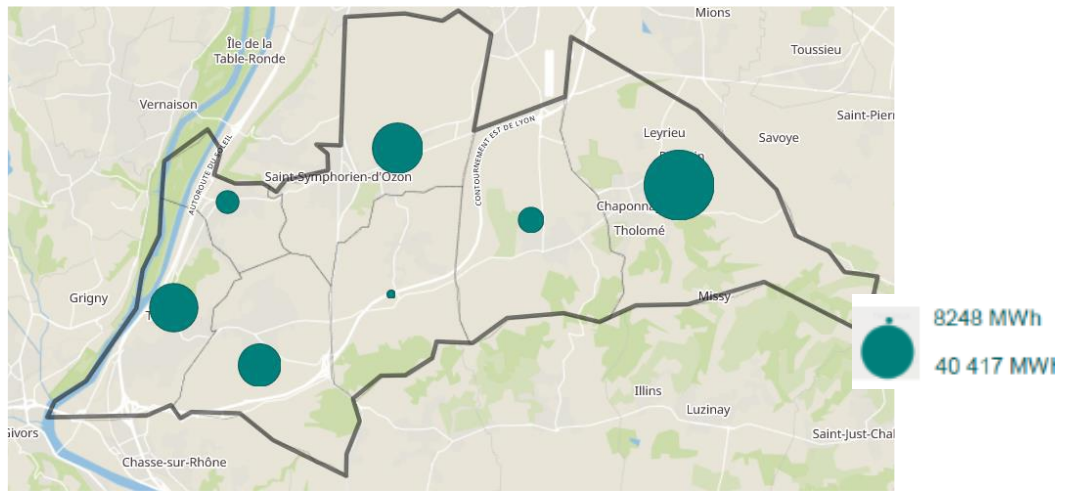 Mions
Île de la
Table-Ronde
Toussieu
Vernaison
Saint-Pierr
CONTOURNEMENT EST DE LYON
Leyrieu
Savoye
AUTOROUTE DU SOLEIL
Saint-Symphorien-d'Ozon
Chaponna
Tholomé
Grigny
Missy
8248 MWh
40 417 MWh
Illins
Luzinay
Givors
Saint-Just-Chal
Chasse-sur-Rhône